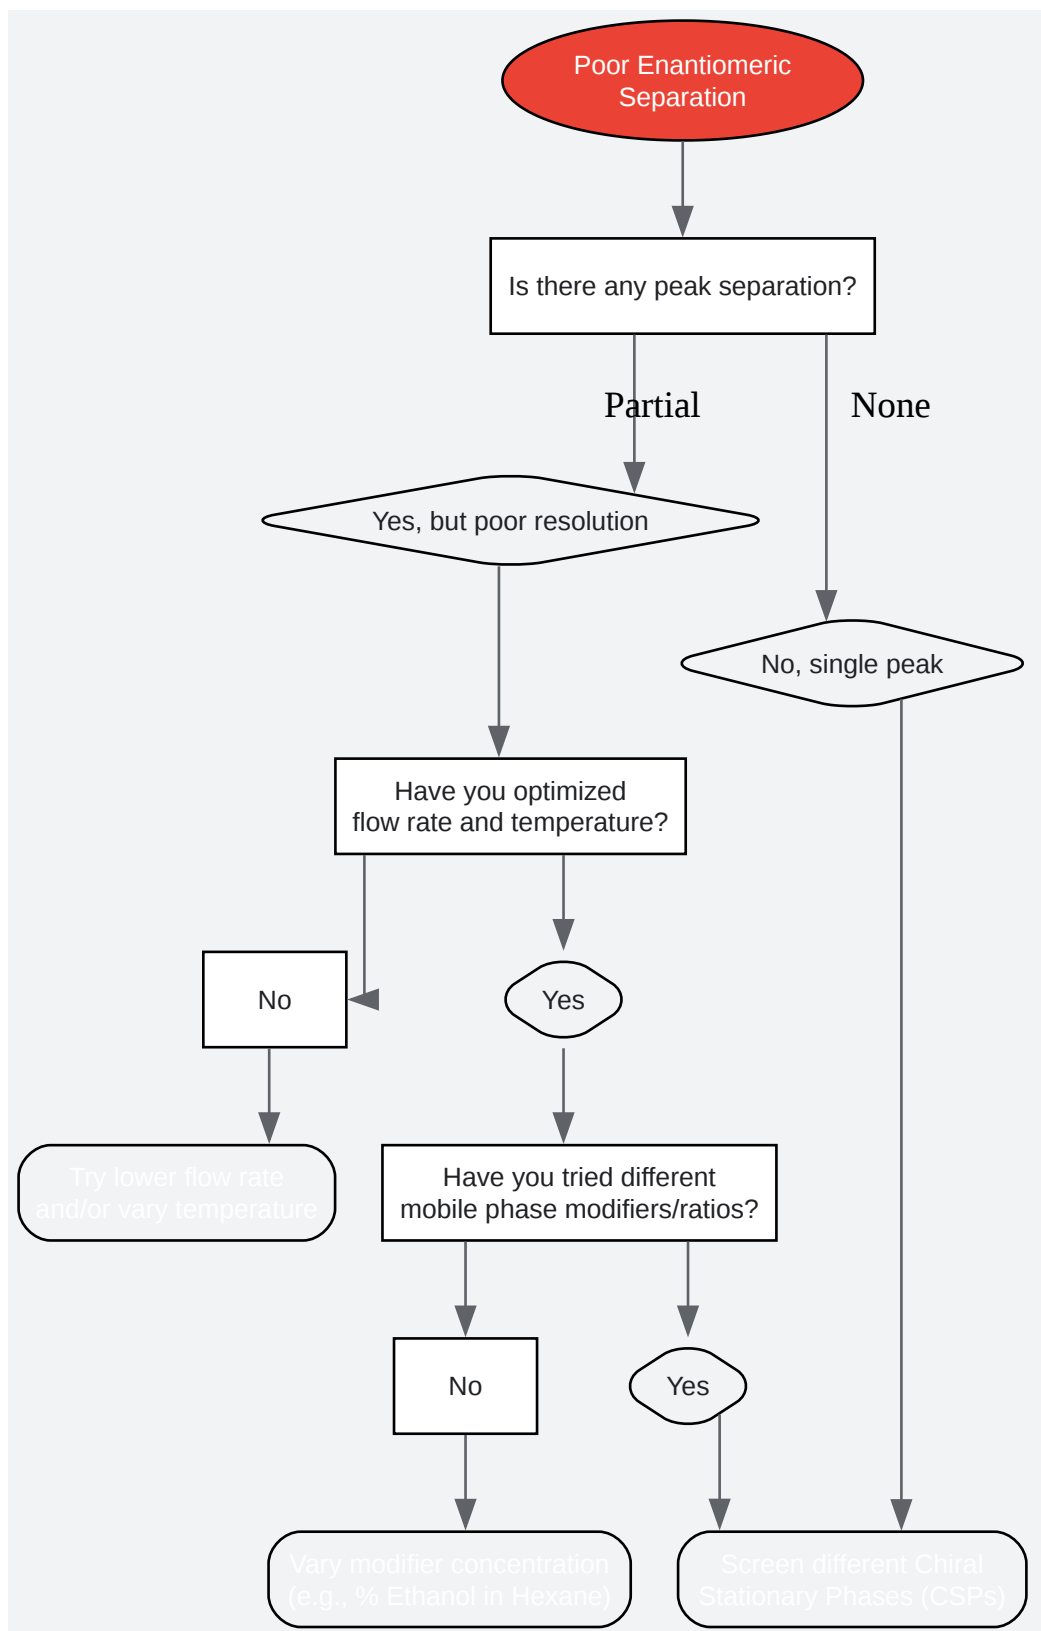 Poor Enantiomeric
Separation
Is there any peak separation?
Partial
None
Yes, but poor resolution
No, single peak
Have you optimized
flow rate and temperature?
No
Yes
Try lower flow rate
and/or vary temperature
Have you tried different
mobile phase modifiers/ratios?
No
Yes
Vary modifier concentration
(e.g., % Ethanol in Hexane)
Screen different Chiral
Stationary Phases (CSPs)